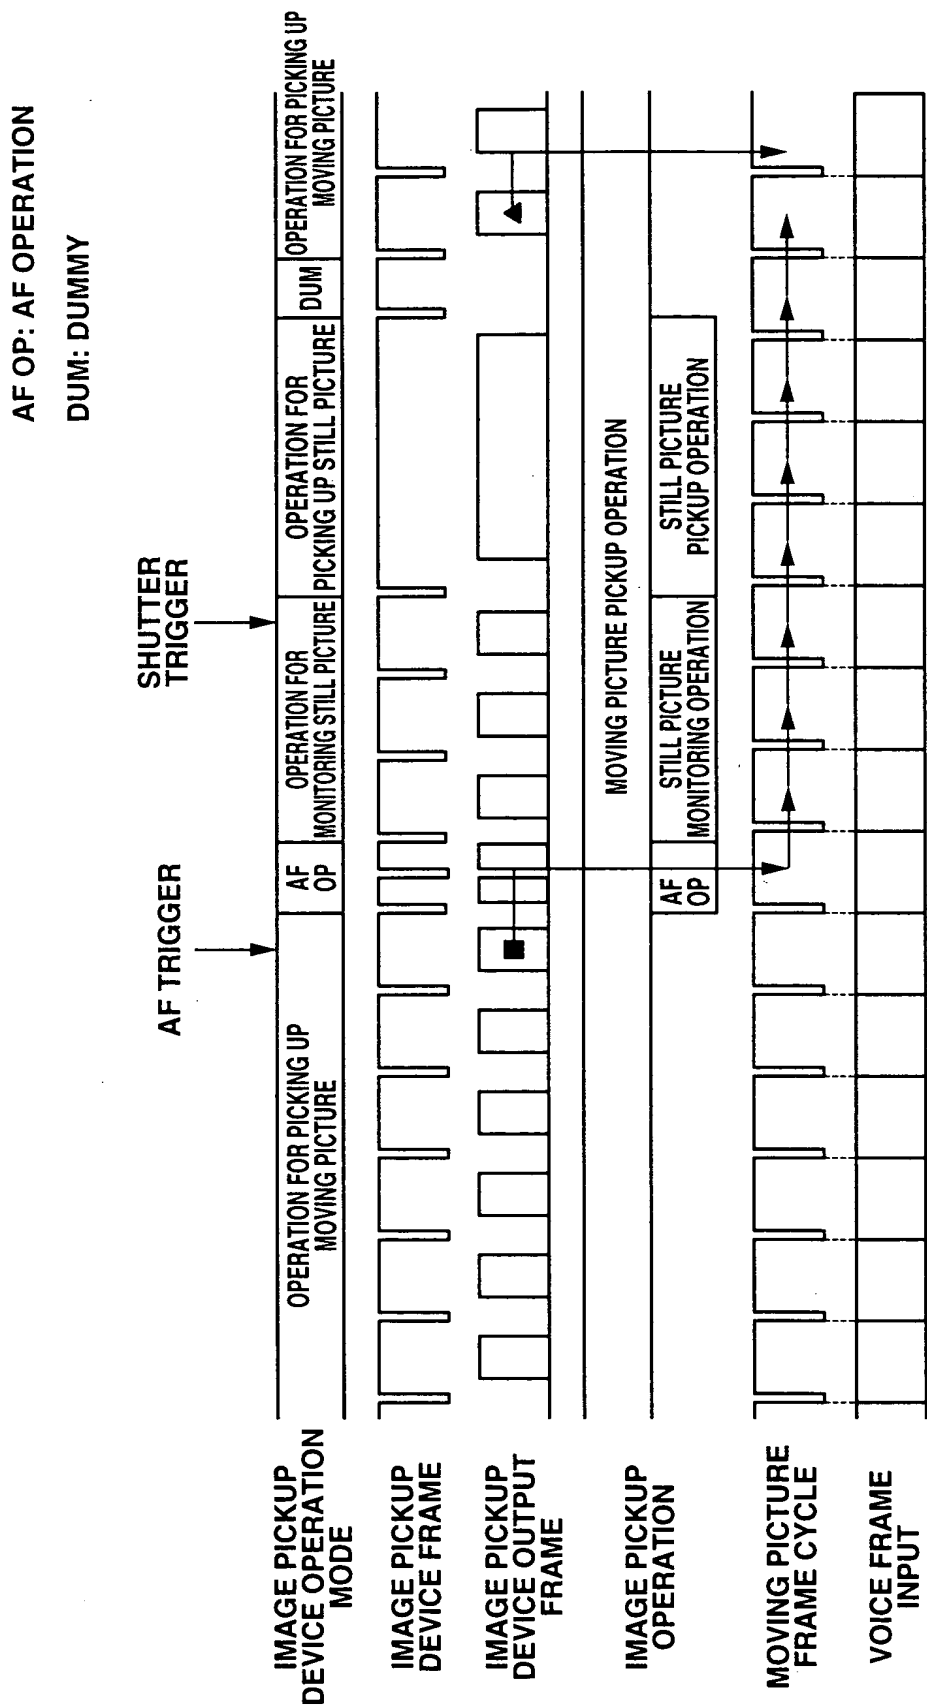 AF OP: AF OPERATION
DUM: DUMMY
AF TRIGGER
SHUTTER
TRIGGER
IMAGE PICKUP
DEVICE OPERATION
MODE
OPERATION FOR PICKING UP
MOVING PICTURE
AF
OP
OPERATION FOR
MONITORING STILL PICTURE
OPERATION FOR
PICKING UP STILL PICTURE
DUM
OPERATION FOR PICKING UP
MOVING PICTURE
IMAGE PICKUP
DEVICE FRAME
IMAGE PICKUP
DEVICE OUTPUT
FRAME
IMAGE PICKUP
OPERATION
MOVING PICTURE PICKUP OPERATION
AF
OP
STILL PICTURE
MONITORING OPERATION
STILL PICTURE
PICKUP OPERATION
MOVING PICTURE
FRAME CYCLE
VOICE FRAME
INPUT